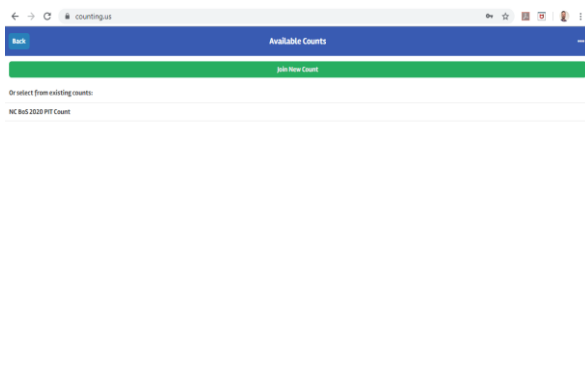 counting.us
Back
Available Counts
Join New Count
Or select from existing counts:
NC BoS 2020 PIT Count